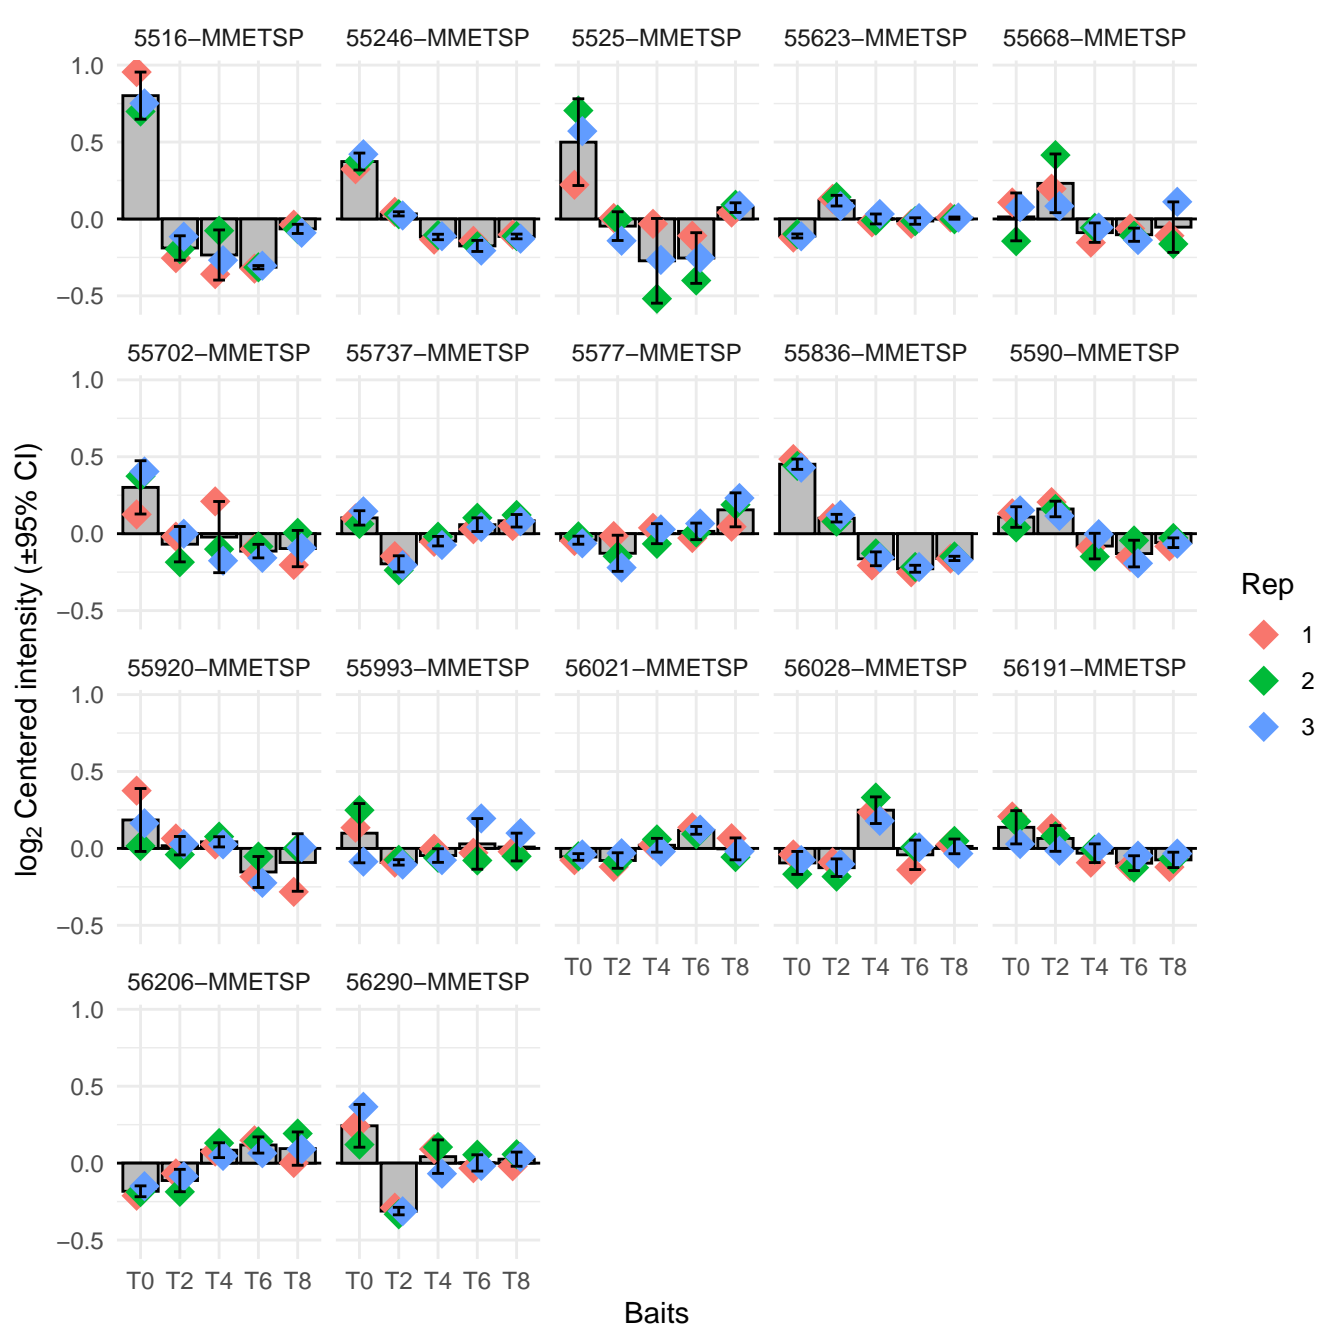 5516−MMETSP 55246−MMETSP 5525−MMETSP 55623−MMETSP 55668−MMETSP
1.0
0.5
0.0
−0.5
55702−MMETSP 55737−MMETSP 5577−MMETSP 55836−MMETSP 5590−MMETSP
1.0
0.5
0.0
−0.5
55920−MMETSP 55993−MMETSP 56021−MMETSP 56028−MMETSP 56191−MMETSP
1.0
0.5
0.0
−0.5
T0 T2 T4 T6 T8 T0 T2 T4 T6 T8 T0 T2 T4 T6 T8
56206−MMETSP 56290−MMETSP
1.0
0.5
0.0
−0.5
T0 T2 T4 T6 T8 T0 T2 T4 T6 T8
Baits
log2 Centered intensity (±95% CI)
Rep
1
2
3